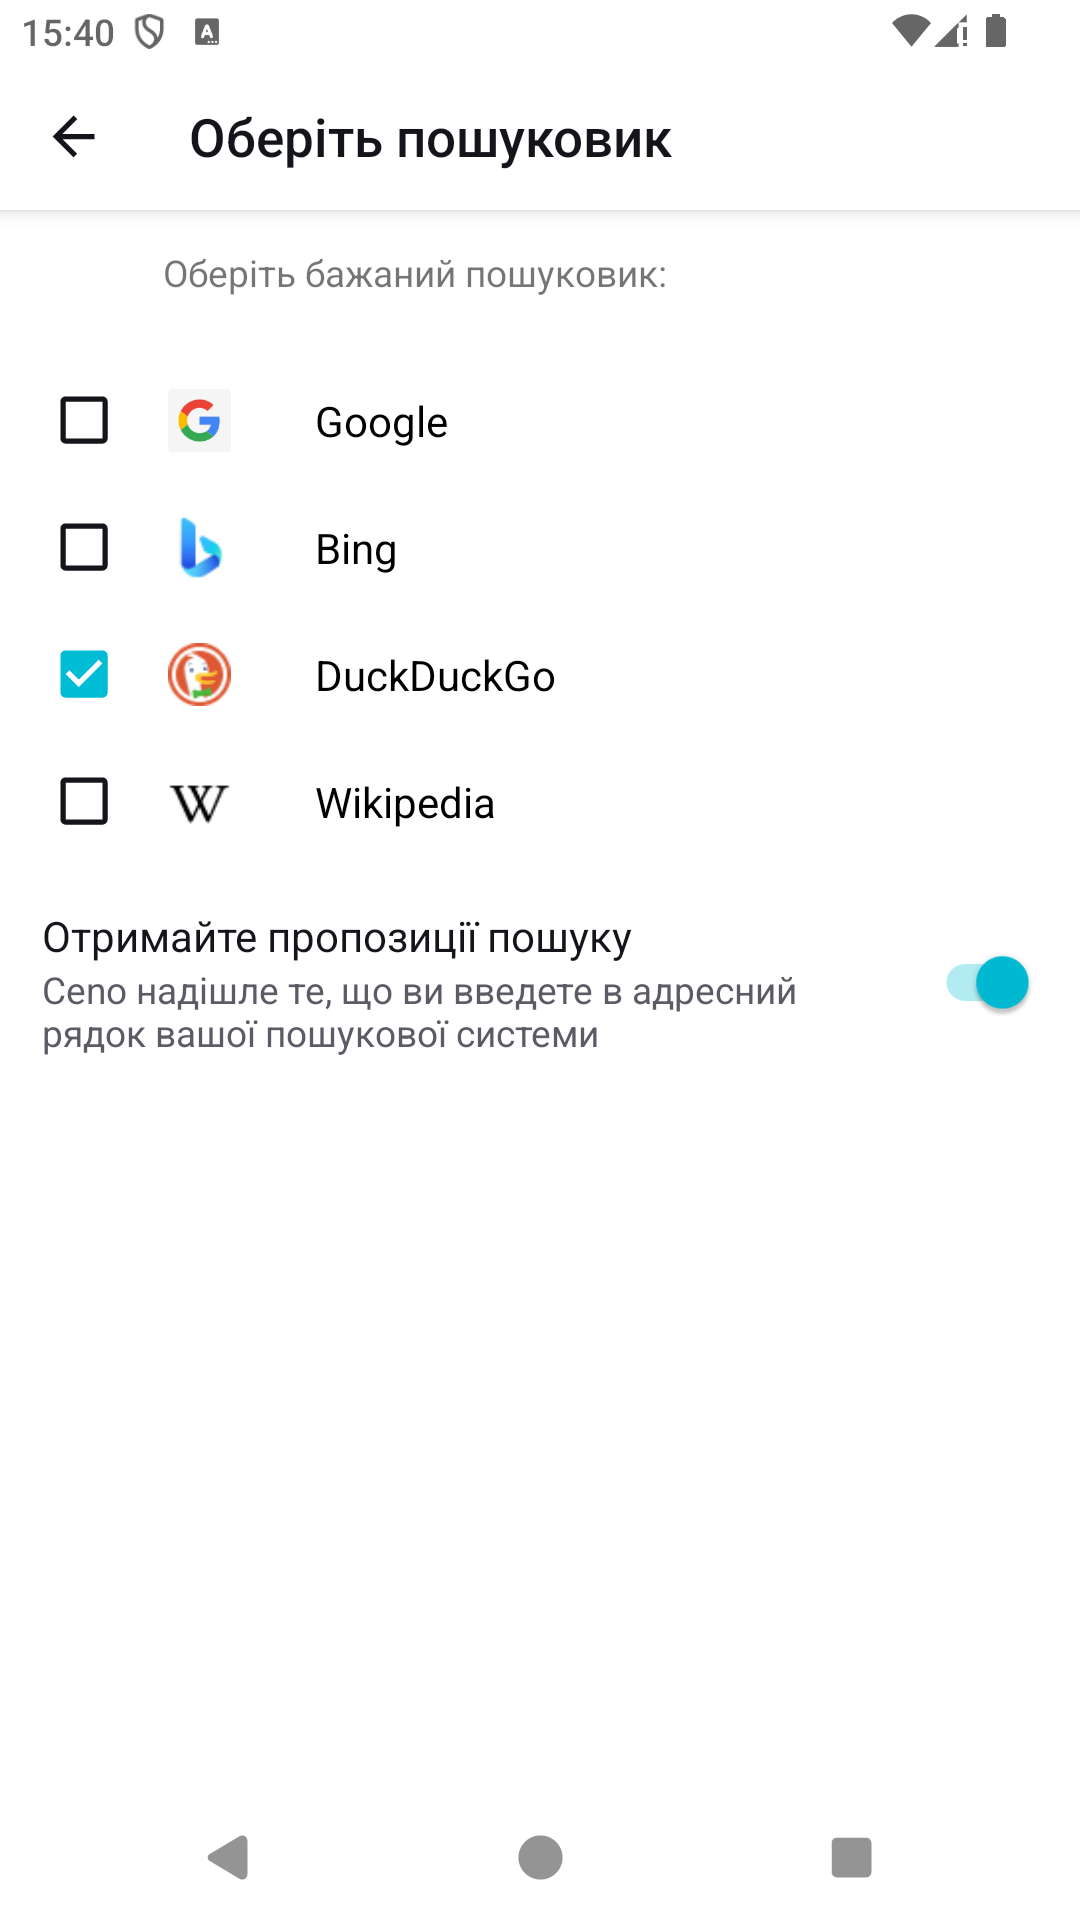 15:40
Оберіть пошуковик
Оберіть бажаний пошуковик:
Google
Bing
DuckDuckGo
W Wikipedia
Отримайте пропозиції пошуку
Ceno надішле те, що ви введете в адресний
рядок вашої пошукової системи